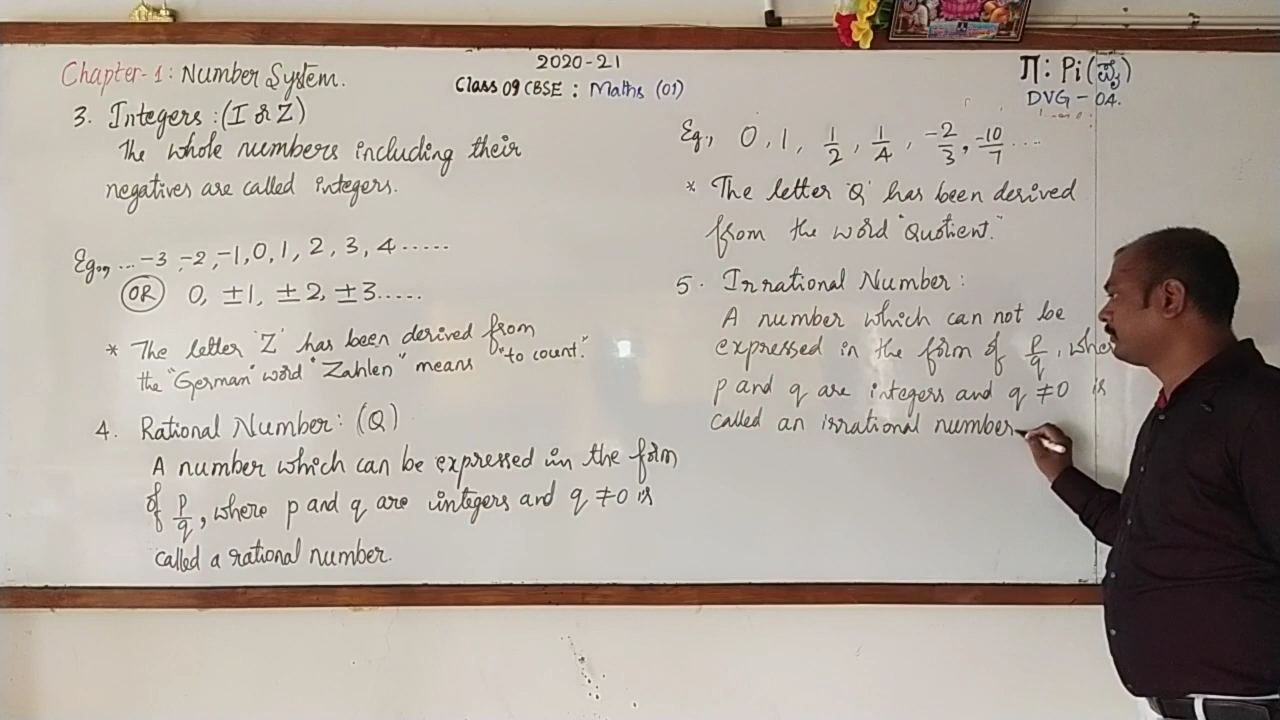 2020-21
Class 09 CBSE : Maths (01)
Π : Pi (ಪೈ)
DVG - 04.
Chapter-1 : Number System.
3. Integers : (I or Z)
The whole numbers including their
negatives are called integers.
Eg., ... -3, -2, -1, 0, 1, 2, 3, 4 .....
OR 0, ±1, ±2, ±3.....
* The letter 'Z' has been derived from
the "German" word "Zahlen" means "to count."
4. Rational Number : (Q)
A number which can be expressed in the form
of p/q, where p and q are integers and q ≠ 0 is
called a rational number.
Eg., 0, 1, 1/2, 1/4, -2/3, -10/7 ....
* The letter 'Q' has been derived
from the word "Quotient."
5. Irrational Number :
A number which can not be
expressed in the form of p/q, wher
p and q are integers and q ≠ 0 is
called an irrational number